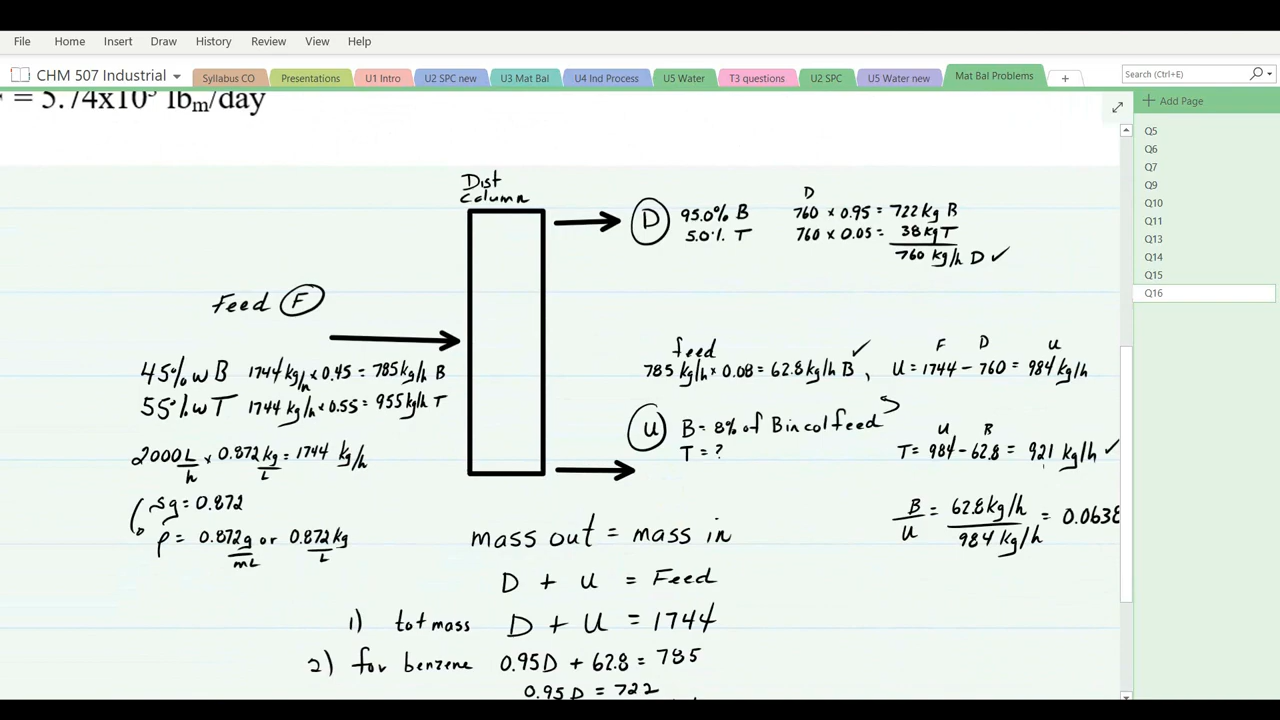 File Home Insert Draw History Review View Help
CHM 507 Industrial
Syllabus CO
Presentations
U1 Intro
U2 SPC new
U3 Mat Bal
U4 Ind Process
U5 Water
T3 questions
U2 SPC
U5 Water new
Mat Bal Problems
+
Search (Ctrl+E)
+ Add Page
Q5
Q6
Q7
Q9
Q10
Q11
Q13
Q14
Q15
Q16
lbm/day
Dist
Column
Feed F
45%w B 1744 kg/h x 0.45 = 785 kg/h B
55%wT 1744 kg/h x 0.55 = 955 kg/h T
2000 L/h x 0.872 kg/L = 1744 kg/h
sg = 0.872
ρ = 0.872 g/mL or 0.872 kg/L
D 95.0% B
5.0% T
D
760 x 0.95 = 722 kg B
760 x 0.05 = 38 kg T
760 kg/h D ✓
feed
785 kg/h x 0.08 = 62.8 kg/h B ✓,
F D U
U = 1744 - 760 = 984 kg/h
U B = 8% of B in col feed
T = ?
U B
T = 984 - 62.8 = 921 kg/h ✓
B/U = 62.8 kg/h / 984 kg/h = 0.0638
mass out = mass in
D + U = Feed
1) tot mass D + U = 1744
2) for benzene 0.95D + 62.8 = 785
0.95D = 722